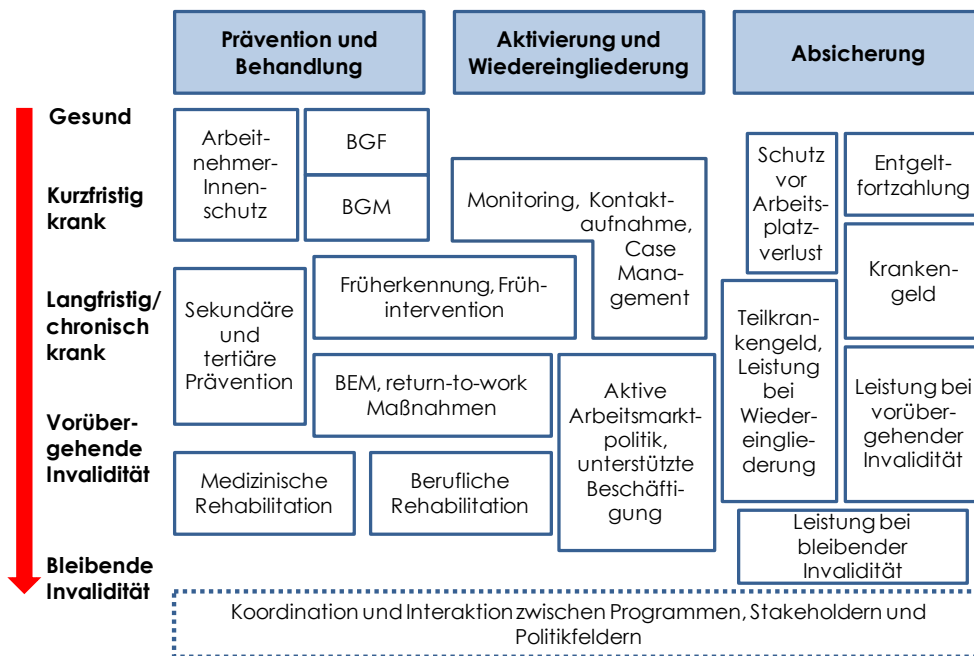 Prävention und
Behandlung
Aktivierung und
Wiedereingliederung
Absicherung
Gesund
Kurzfristig
krank
Langfristig/
chronisch
krank
Vorüber-
gehende
Invalidität
Bleibende
Invalidität
Arbeit-
nehmer-
Innen-
schutz
BGF
BGM
Sekundäre
und
tertiäre
Prävention
Früherkennung, Früh-
intervention
BEM, return-to-work
Maßnahmen
Medizinische
Rehabilitation
Berufliche
Rehabilitation
Monitoring, Kontakt-
aufnahme,
Case
Mana-
gement
Aktive
Arbeitsmarkt-
politik,
unterstützte
Beschäfti-
gung
Schutz
vor
Arbeits-
platz-
verlust
Entgelt-
fortzahlung
Kranken-
geld
Teilkran-
kengeld,
Leistung
bei
Wieder-
einglie-
derung
Leistung bei
vorüber-
gehender
Invalidität
Leistung bei
bleibender
Invalidität
Koordination und Interaktion zwischen Programmen, Stakeholdern und
Politikfeldern